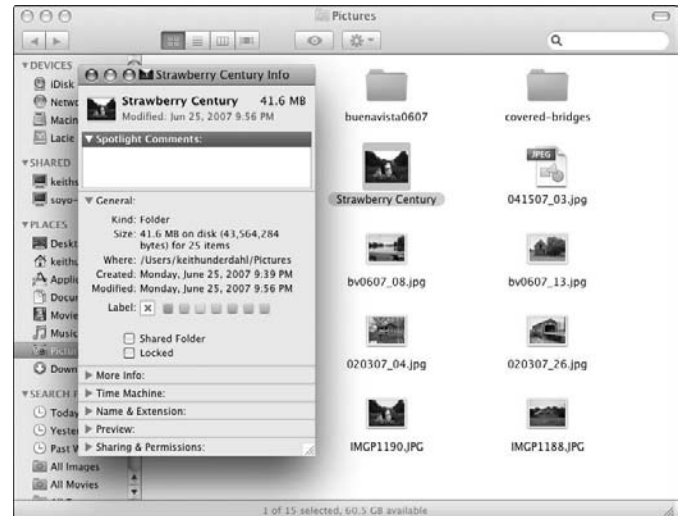 Pictures
DEVICES
iDisk
Netwo
Macin
Lacie
SHARED
keiths
soyo-
PLACES
Deskt
keithu
Applic
Docur
Movie
Music
Pictur
Down
SEARCH F
Today
Yester
Past W
All Images
All Movies
Strawberry Century Info
Strawberry Century 41.6 MB
Modified: Jun 25, 2007 9:56 PM
Spotlight Comments:
General:
Kind: Folder
Size: 41.6 MB on disk (43,564,284
bytes) for 25 items
Where: /Users/keithunderdahl/Pictures
Created: Monday, June 25, 2007 9:39 PM
Modified: Monday, June 25, 2007 9:56 PM
Label:
Shared Folder
Locked
More Info:
Time Machine:
Name & Extension:
Preview:
Sharing & Permissions:
buenavista0607 covered-bridges
JPEG
Strawberry Century 041507_03.jpg
bv0607_08.jpg bv0607_13.jpg
020307_04.jpg 020307_26.jpg
IMGP1190.JPG IMGP1188.JPG
1 of 15 selected, 60.5 GB available